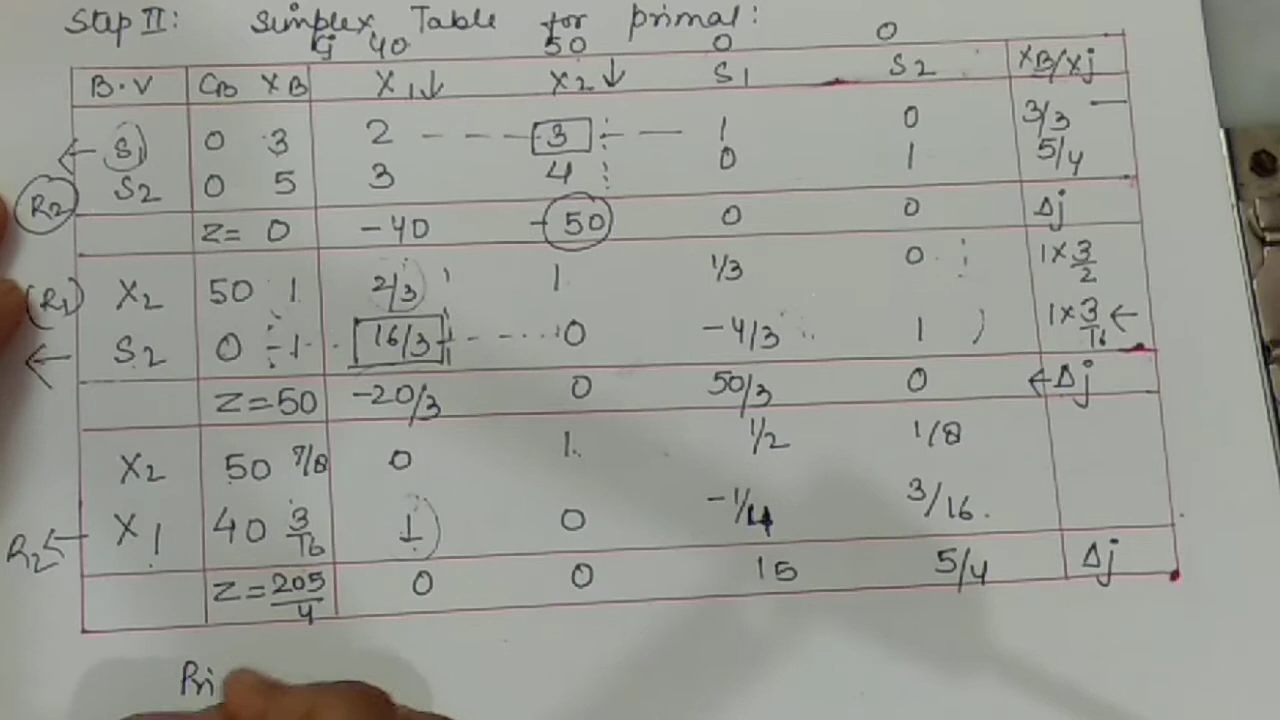 Step II: Simplex Table for primal:
Cj 40 50 0 0
B.V CB XB X1↓ X2↓ S1 S2 XB/Xj
← S1 0 3 2 3 1 0 3/3
R2 S2 0 5 3 4 0 1 5/4
Z= 0 -40 -50 0 0 Δj
(R1) X2 50 1 2/3 1 1/3 0 1×3/2
← S2 0 1 16/3 0 -4/3 1 1×3/16 ←
Z=50 -20/3 0 50/3 0 ←Δj
X2 50 7/8 0 1 1/2 1/8
R2← X1 40 3/16 1 0 -1/4 3/16.
Z=205/4 0 0 15 5/4 Δj
Pri